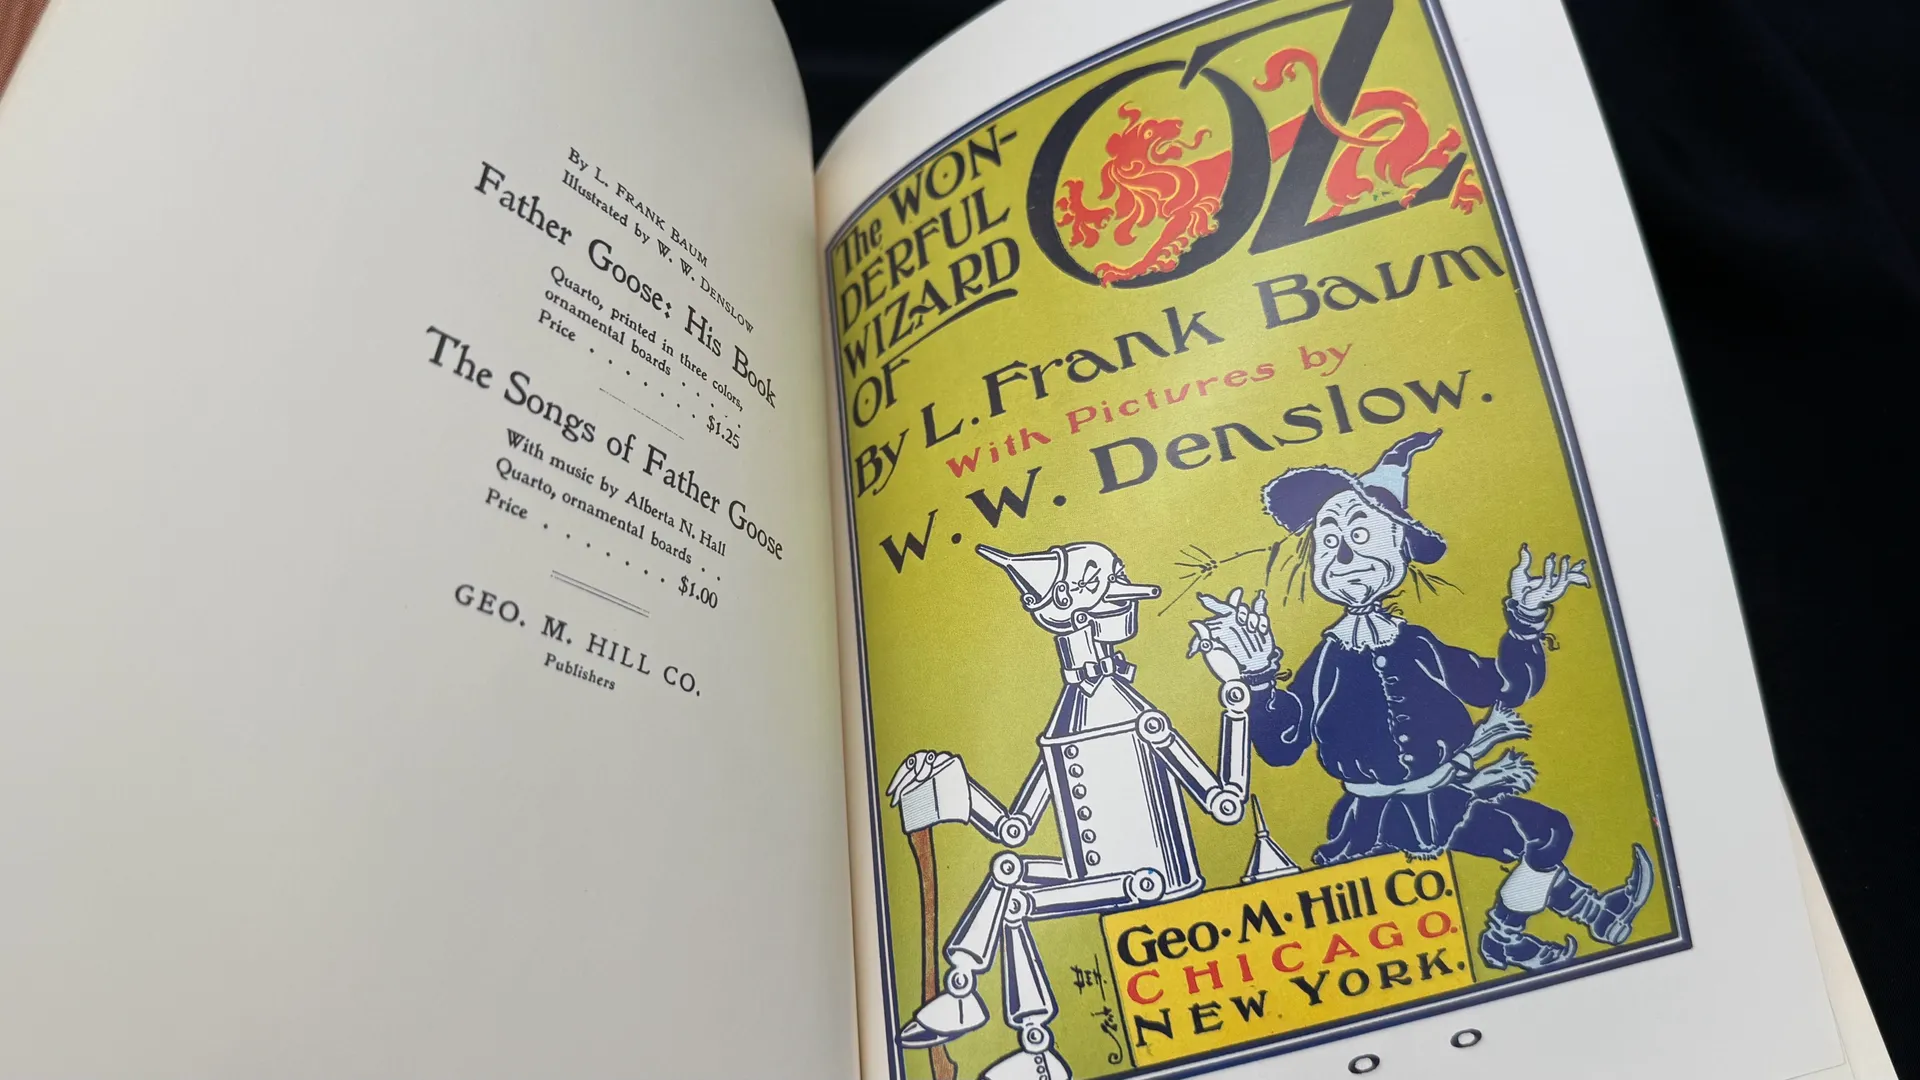 By L. FRANK BAUM
Illustrated by W. W. DENSLOW
Father Goose: His Book
Quarto, printed in three colors,
ornamental boards . . . .
Price . . . . . . $1.25
The Songs of Father Goose
With music by Alberta N. Hall
Quarto, ornamental boards . .
Price . . . . . . $1.00
GEO. M. HILL CO.
Publishers
The WON-
DERFUL
WIZARD
OF
OZ
By L. Frank Baum
With Pictures by
W. W. Denslow.
Geo. M. Hill Co.
CHICAGO.
NEW YORK.